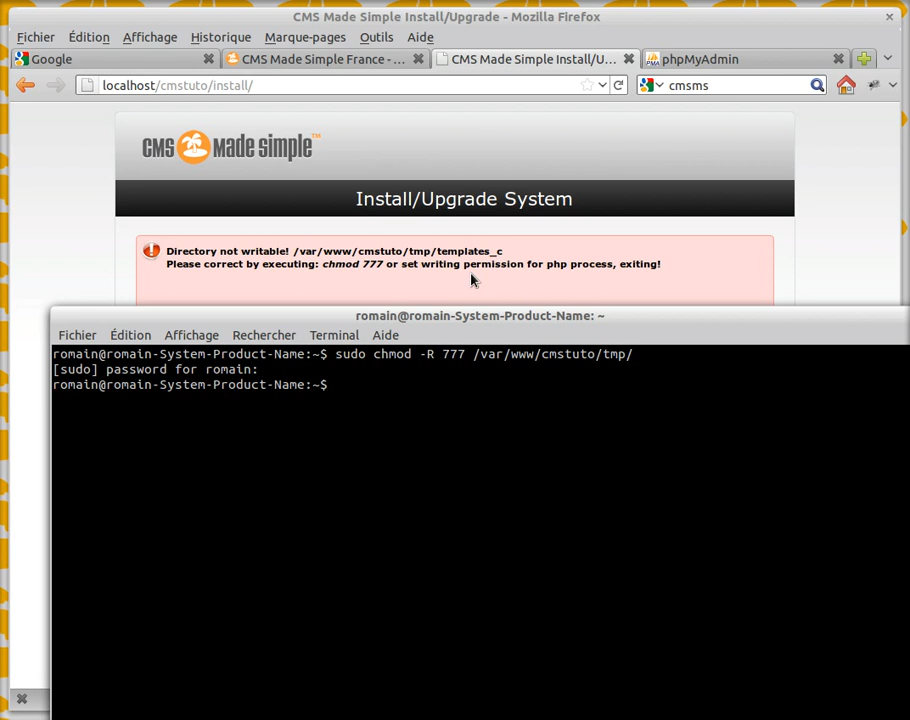 CMS Made Simple Install/Upgrade - Mozilla Firefox
Fichier Édition Affichage Historique Marque-pages Outils Aide
Google CMS Made Simple France - ... CMS Made Simple Install/U... phpMyAdmin
localhost/cmstuto/install/ cmsms
CMS Made Simple™
Install/Upgrade System
Directory not writable! /var/www/cmstuto/tmp/templates_c
Please correct by executing: chmod 777 or set writing permission for php process, exiting!
romain@romain-System-Product-Name: ~
Fichier Édition Affichage Rechercher Terminal Aide
romain@romain-System-Product-Name:~$ sudo chmod -R 777 /var/www/cmstuto/tmp/
[sudo] password for romain:
romain@romain-System-Product-Name:~$